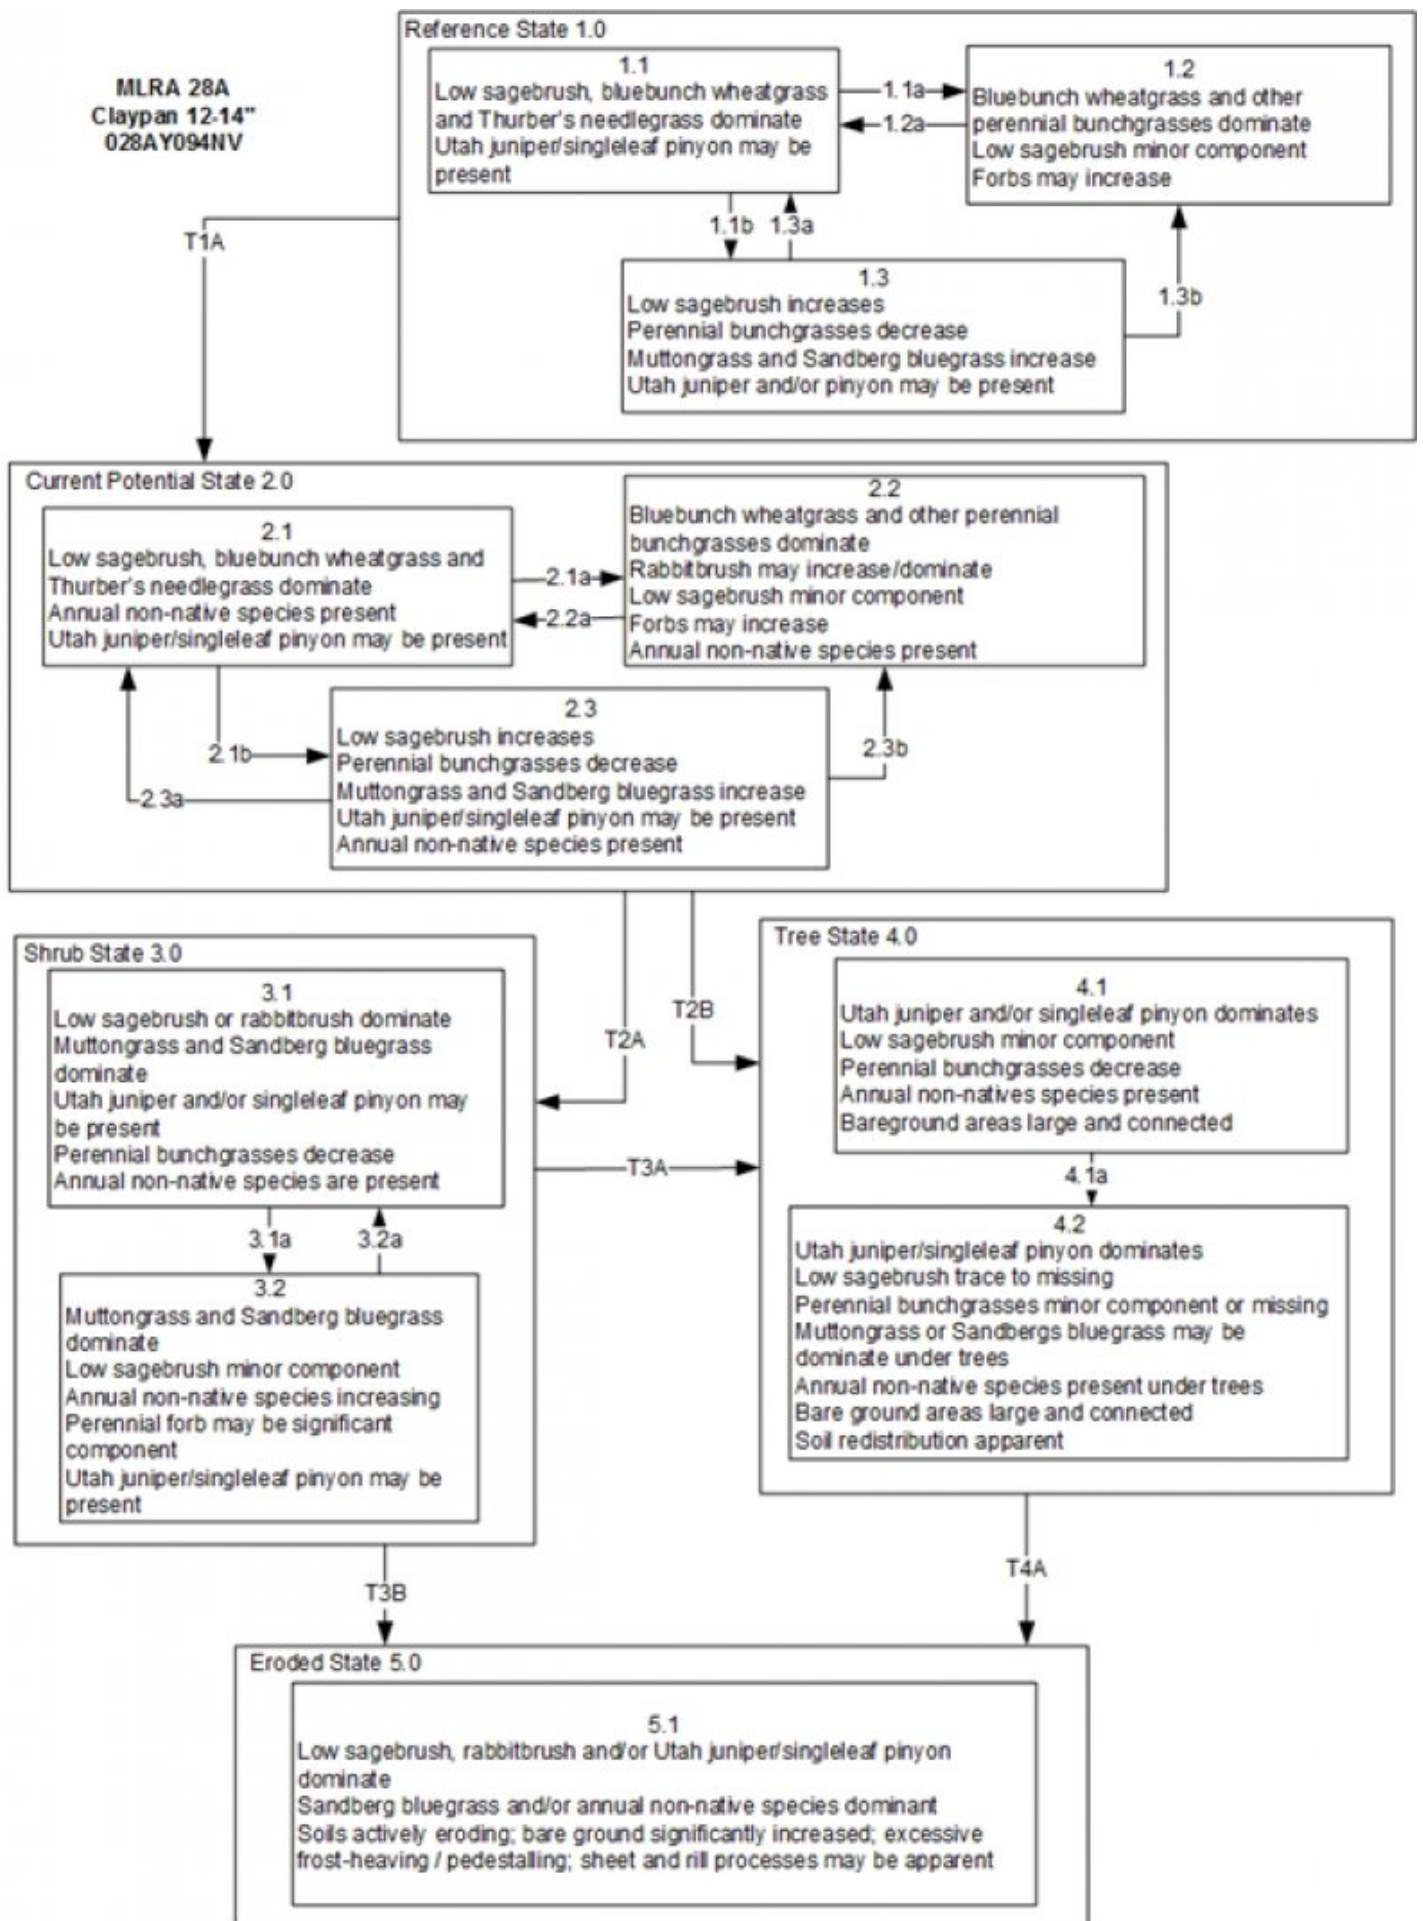 MLRA 28A
Claypan 12-14"
028AY094NV
Reference State 1.0
1.1
Low sagebrush, bluebunch wheatgrass
and Thurber's needlegrass dominate
Utah juniper/singleleaf pinyon may be
present
1.1a
1.2a
1.2
Bluebunch wheatgrass and other
perennial bunchgrasses dominate
Low sagebrush minor component
Forbs may increase
1.1b
1.3a
1.3b
1.3
Low sagebrush increases
Perennial bunchgrasses decrease
Muttongrass and Sandberg bluegrass increase
Utah juniper and/or pinyon may be present
T1A
Current Potential State 2.0
2.1
Low sagebrush, bluebunch wheatgrass and
Thurber's needlegrass dominate
Annual non-native species present
Utah juniper/singleleaf pinyon may be present
2.1a
2.2a
2.2
Bluebunch wheatgrass and other perennial
bunchgrasses dominate
Rabbitbrush may increase/dominate
Low sagebrush minor component
Forbs may increase
Annual non-native species present
2.1b
2.3a
2.3
Low sagebrush increases
Perennial bunchgrasses decrease
Muttongrass and Sandberg bluegrass increase
Utah juniper/singleleaf pinyon may be present
Annual non-native species present
2.3b
T2A
T2B
Shrub State 3.0
3.1
Low sagebrush or rabbitbrush dominate
Muttongrass and Sandberg bluegrass
dominate
Utah juniper and/or singleleaf pinyon may
be present
Perennial bunchgrasses decrease
Annual non-native species are present
3.1a
3.2a
3.2
Muttongrass and Sandberg bluegrass
dominate
Low sagebrush minor component
Annual non-native species increasing
Perennial forb may be significant
component
Utah juniper/singleleaf pinyon may be
present
T3A
Tree State 4.0
4.1
Utah juniper and/or singleleaf pinyon dominates
Low sagebrush minor component
Perennial bunchgrasses decrease
Annual non-natives species present
Bareground areas large and connected
4.1a
4.2
Utah juniper/singleleaf pinyon dominates
Low sagebrush trace to missing
Perennial bunchgrasses minor component or missing
Muttongrass or Sandbergs bluegrass may be
dominate under trees
Annual non-native species present under trees
Bare ground areas large and connected
Soil redistribution apparent
T3B
T4A
Eroded State 5.0
5.1
Low sagebrush, rabbitbrush and/or Utah juniper/singleleaf pinyon
dominate
Sandberg bluegrass and/or annual non-native species dominant
Soils actively eroding; bare ground significantly increased; excessive
frost-heaving / pedestalling; sheet and rill processes may be apparent